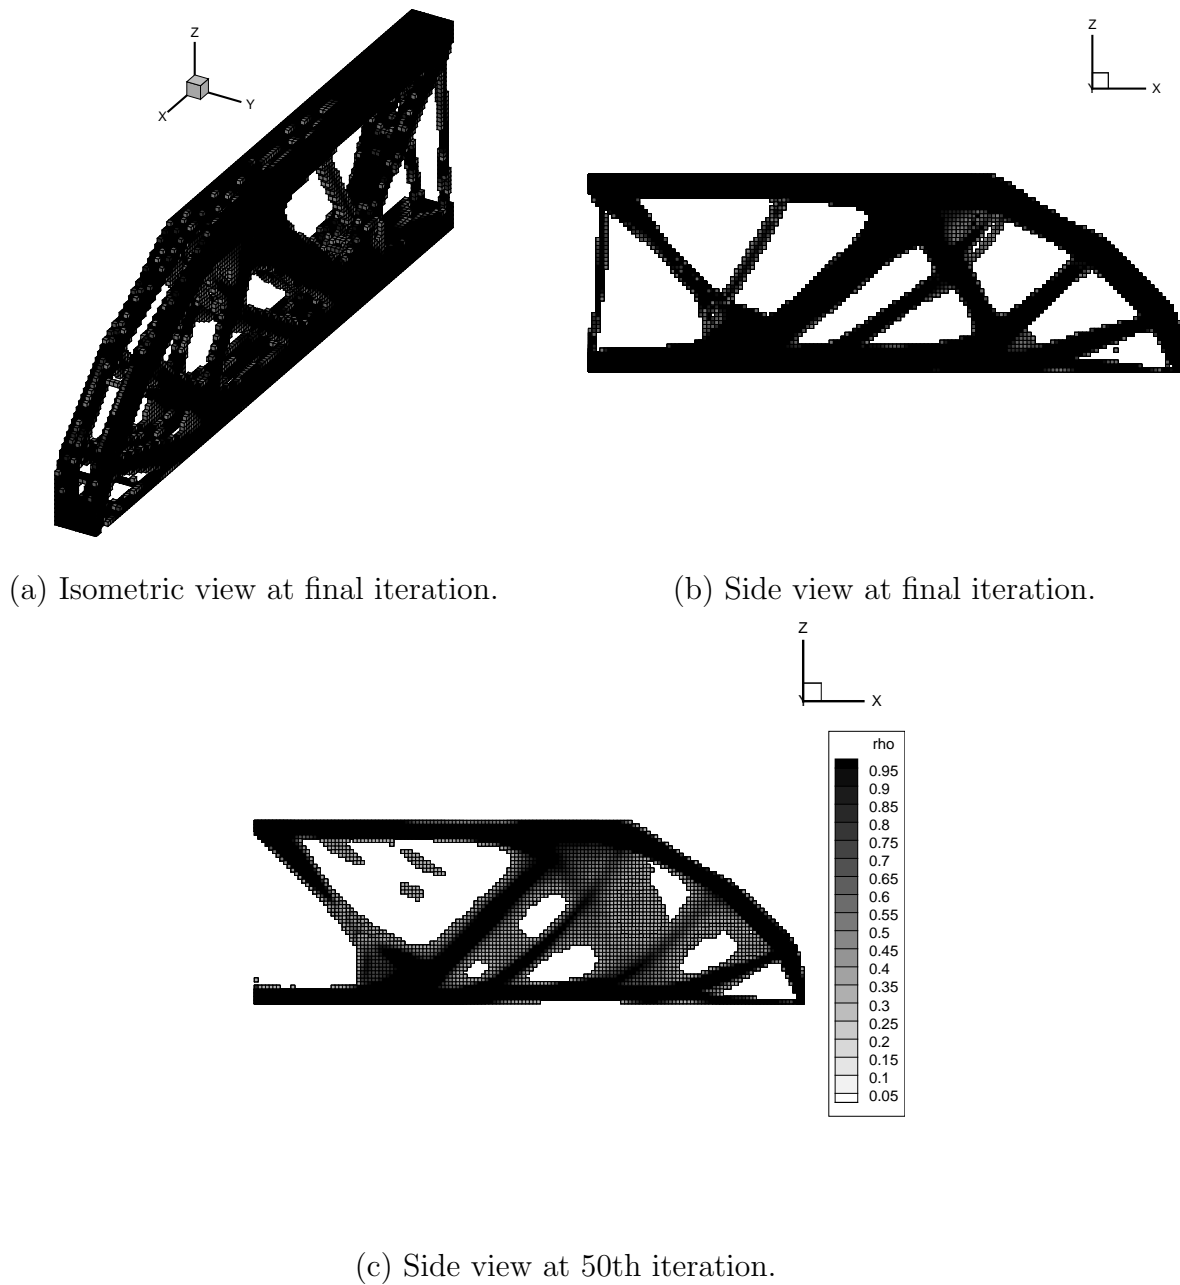 Z
X
Y
Z
X
Y
(a) Isometric view at final iteration.
(b) Side view at final iteration.
Z
X
Y
rho
0.95
0.9
0.85
0.8
0.75
0.7
0.65
0.6
0.55
0.5
0.45
0.4
0.35
0.3
0.25
0.2
0.15
0.1
0.05
(c) Side view at 50th iteration.